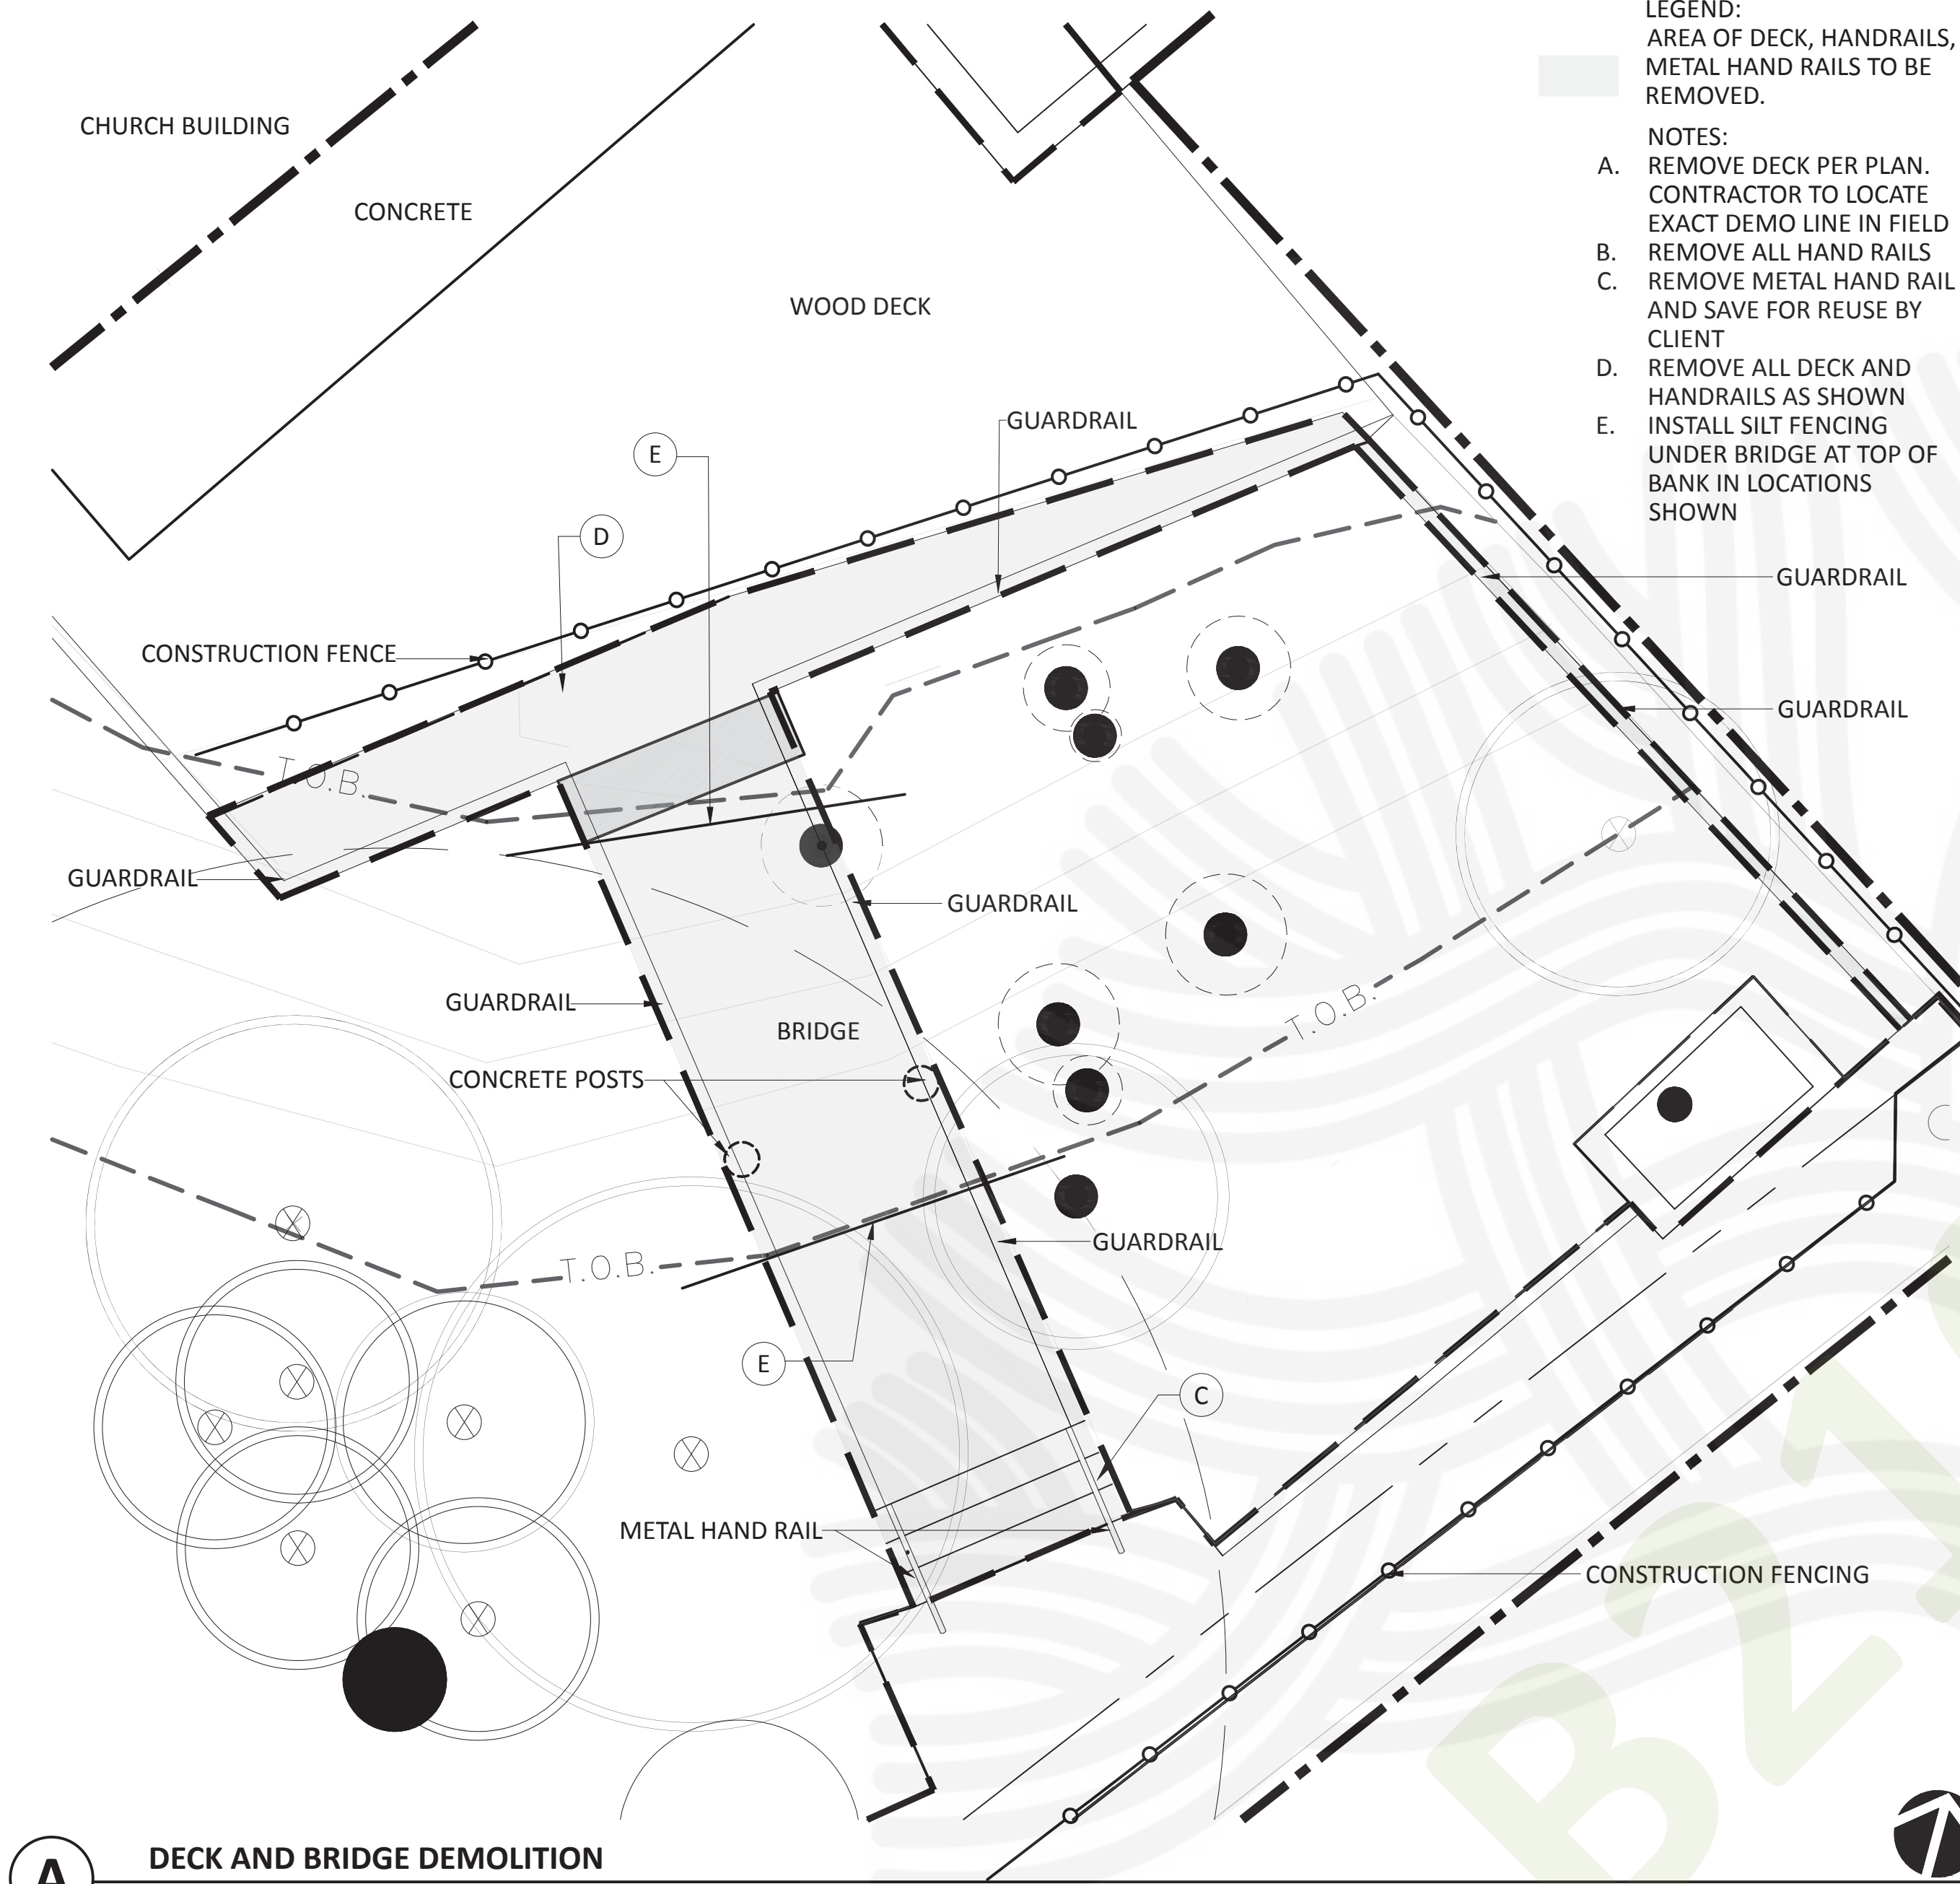 LEGEND:
AREA OF DECK, HANDRAILS,
METAL HAND RAILS TO BE
REMOVED.
NOTES:
A. REMOVE DECK PER PLAN.
CONTRACTOR TO LOCATE
EXACT DEMO LINE IN FIELD
B. REMOVE ALL HAND RAILS
C. REMOVE METAL HAND RAIL
AND SAVE FOR REUSE BY
CLIENT
D. REMOVE ALL DECK AND
HANDRAILS AS SHOWN
E. INSTALL SILT FENCING
UNDER BRIDGE AT TOP OF
BANK IN LOCATIONS
SHOWN
CHURCH BUILDING
CONCRETE
WOOD DECK
GUARDRAIL
E
D
GUARDRAIL
CONSTRUCTION FENCE
GUARDRAIL
T.O.B.
GUARDRAIL
GUARDRAIL
GUARDRAIL
T.O.B.
BRIDGE
CONCRETE POSTS
GUARDRAIL
T.O.B.
E
C
METAL HAND RAIL
CONSTRUCTION FENCING
A
DECK AND BRIDGE DEMOLITION